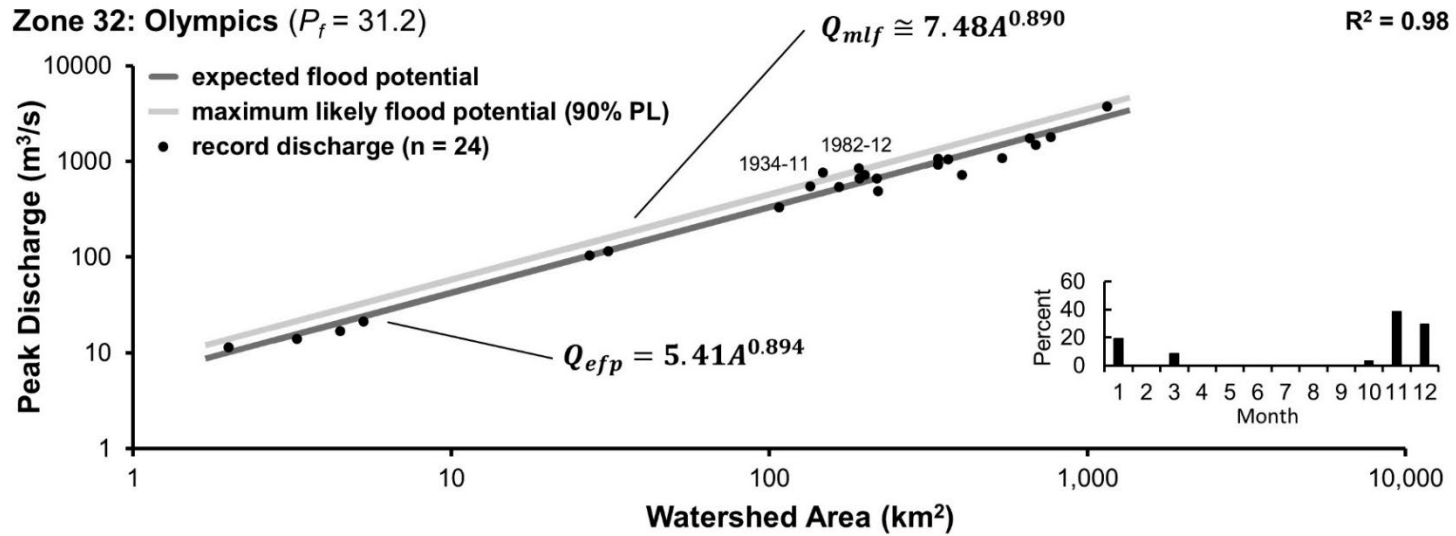 Zone 32: Olympics (P_f = 31.2)
Q_mlf ≅ 7.48A^0.890
R² = 0.98
10000
1000
100
10
1
Peak Discharge (m³/s)
expected flood potential
maximum likely flood potential (90% PL)
record discharge (n = 24)
1934-11
1982-12
Q_efp = 5.41A^0.894
60
40
20
0
Percent
1 2 3 4 5 6 7 8 9 10 11 12
Month
1 10 100 1,000 10,000
Watershed Area (km²)